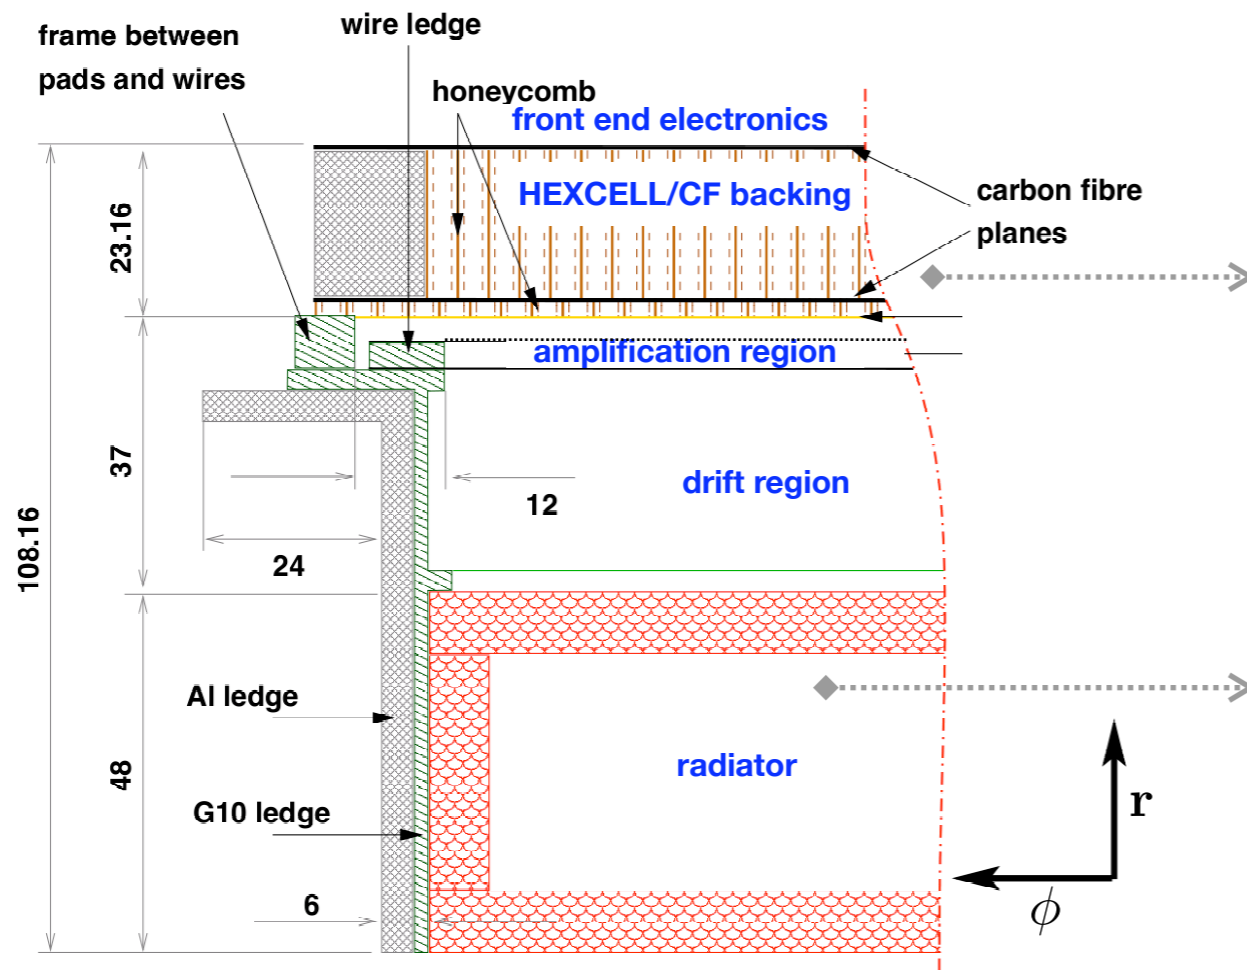 wire ledge
frame between
pads and wires
honeycomb
front end electronics
HEXCELL/CF backing
carbon fibre
planes
23.16
amplification region
37
drift region
12
24
108.16
Al ledge
radiator
48
G10 ledge
r
6
ϕ